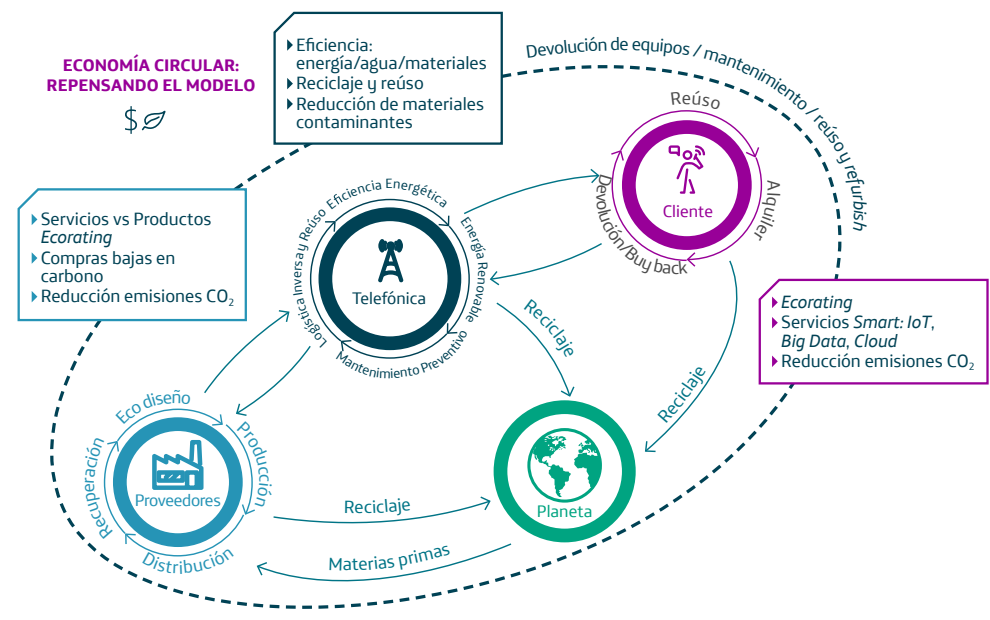 ECONOMÍA CIRCULAR:
REPENSANDO EL MODELO
$
Eficiencia:
energía/agua/materiales
Reciclaje y reúso
Reducción de materiales
contaminantes
Devolución de equipos / mantenimiento / reúso y refurbish
Servicios vs Productos
Ecorating
Compras bajas en
carbono
Reducción emisiones CO₂
Reúso
Alquiler
Devolución/Buy back
Cliente
Eficiencia Energética
Energía Renovable
Mantenimiento Preventivo
Logística Inversa y Reúso
Telefónica
Ecorating
Servicios Smart: IoT,
Big Data, Cloud
Reducción emisiones CO₂
Reciclaje
Reciclaje
Eco diseño
Producción
Distribución
Recuperación
Proveedores
Reciclaje
Planeta
Materias primas